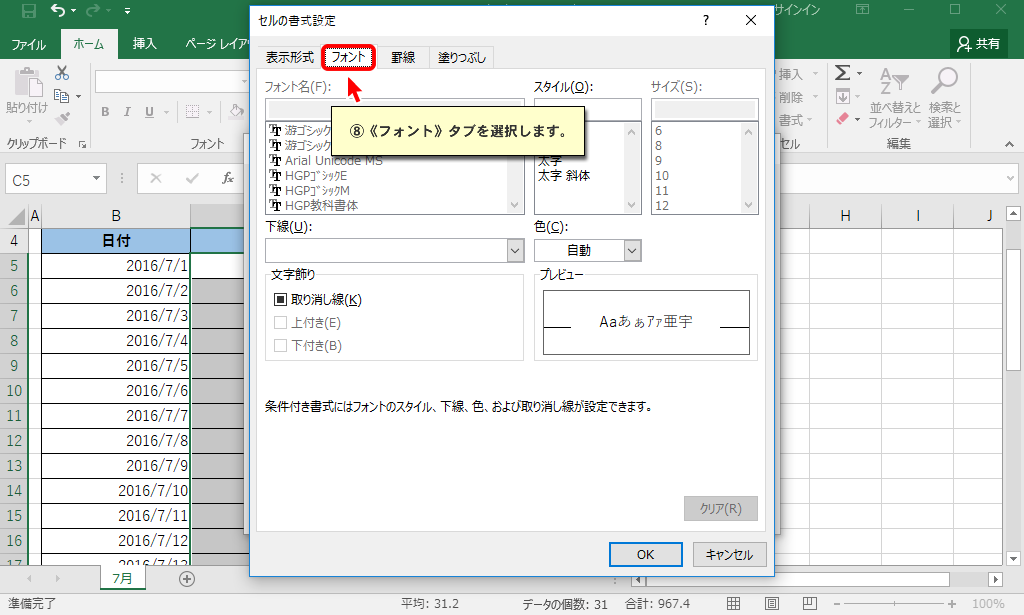 セルの書式設定
サインイン
ファイル
ホーム
挿入
ページ レイア
共有
貼り付け
クリップボード
B I U
フォント
挿入
削除
書式
セル
並べ替えと
フィルター
検索と
選択
編集
C5
fx
表示形式
フォント
罫線
塗りつぶし
フォント名(F):
スタイル(O):
サイズ(S):
⑧《フォント》タブを選択します。
游ゴシック
游ゴシック
Arial Unicode MS
HGPｺﾞｼｯｸE
HGPｺﾞｼｯｸM
HGP教科書体
太字
太字 斜体
6
8
9
10
11
12
下線(U):
色(C):
自動
文字飾り
取り消し線(K)
上付き(E)
下付き(B)
プレビュー
Aaあぁアァ亜宇
条件付き書式にはフォントのスタイル、下線、色、および取り消し線が設定できます。
クリア(R)
OK
キャンセル
A B H I J
4 日付
5 2016/7/1
6 2016/7/2
7 2016/7/3
8 2016/7/4
9 2016/7/5
10 2016/7/6
11 2016/7/7
12 2016/7/8
13 2016/7/9
14 2016/7/10
15 2016/7/11
16 2016/7/12
17 2016/7/13
7月
準備完了
平均: 31.2
データの個数: 31
合計: 967.4
100%